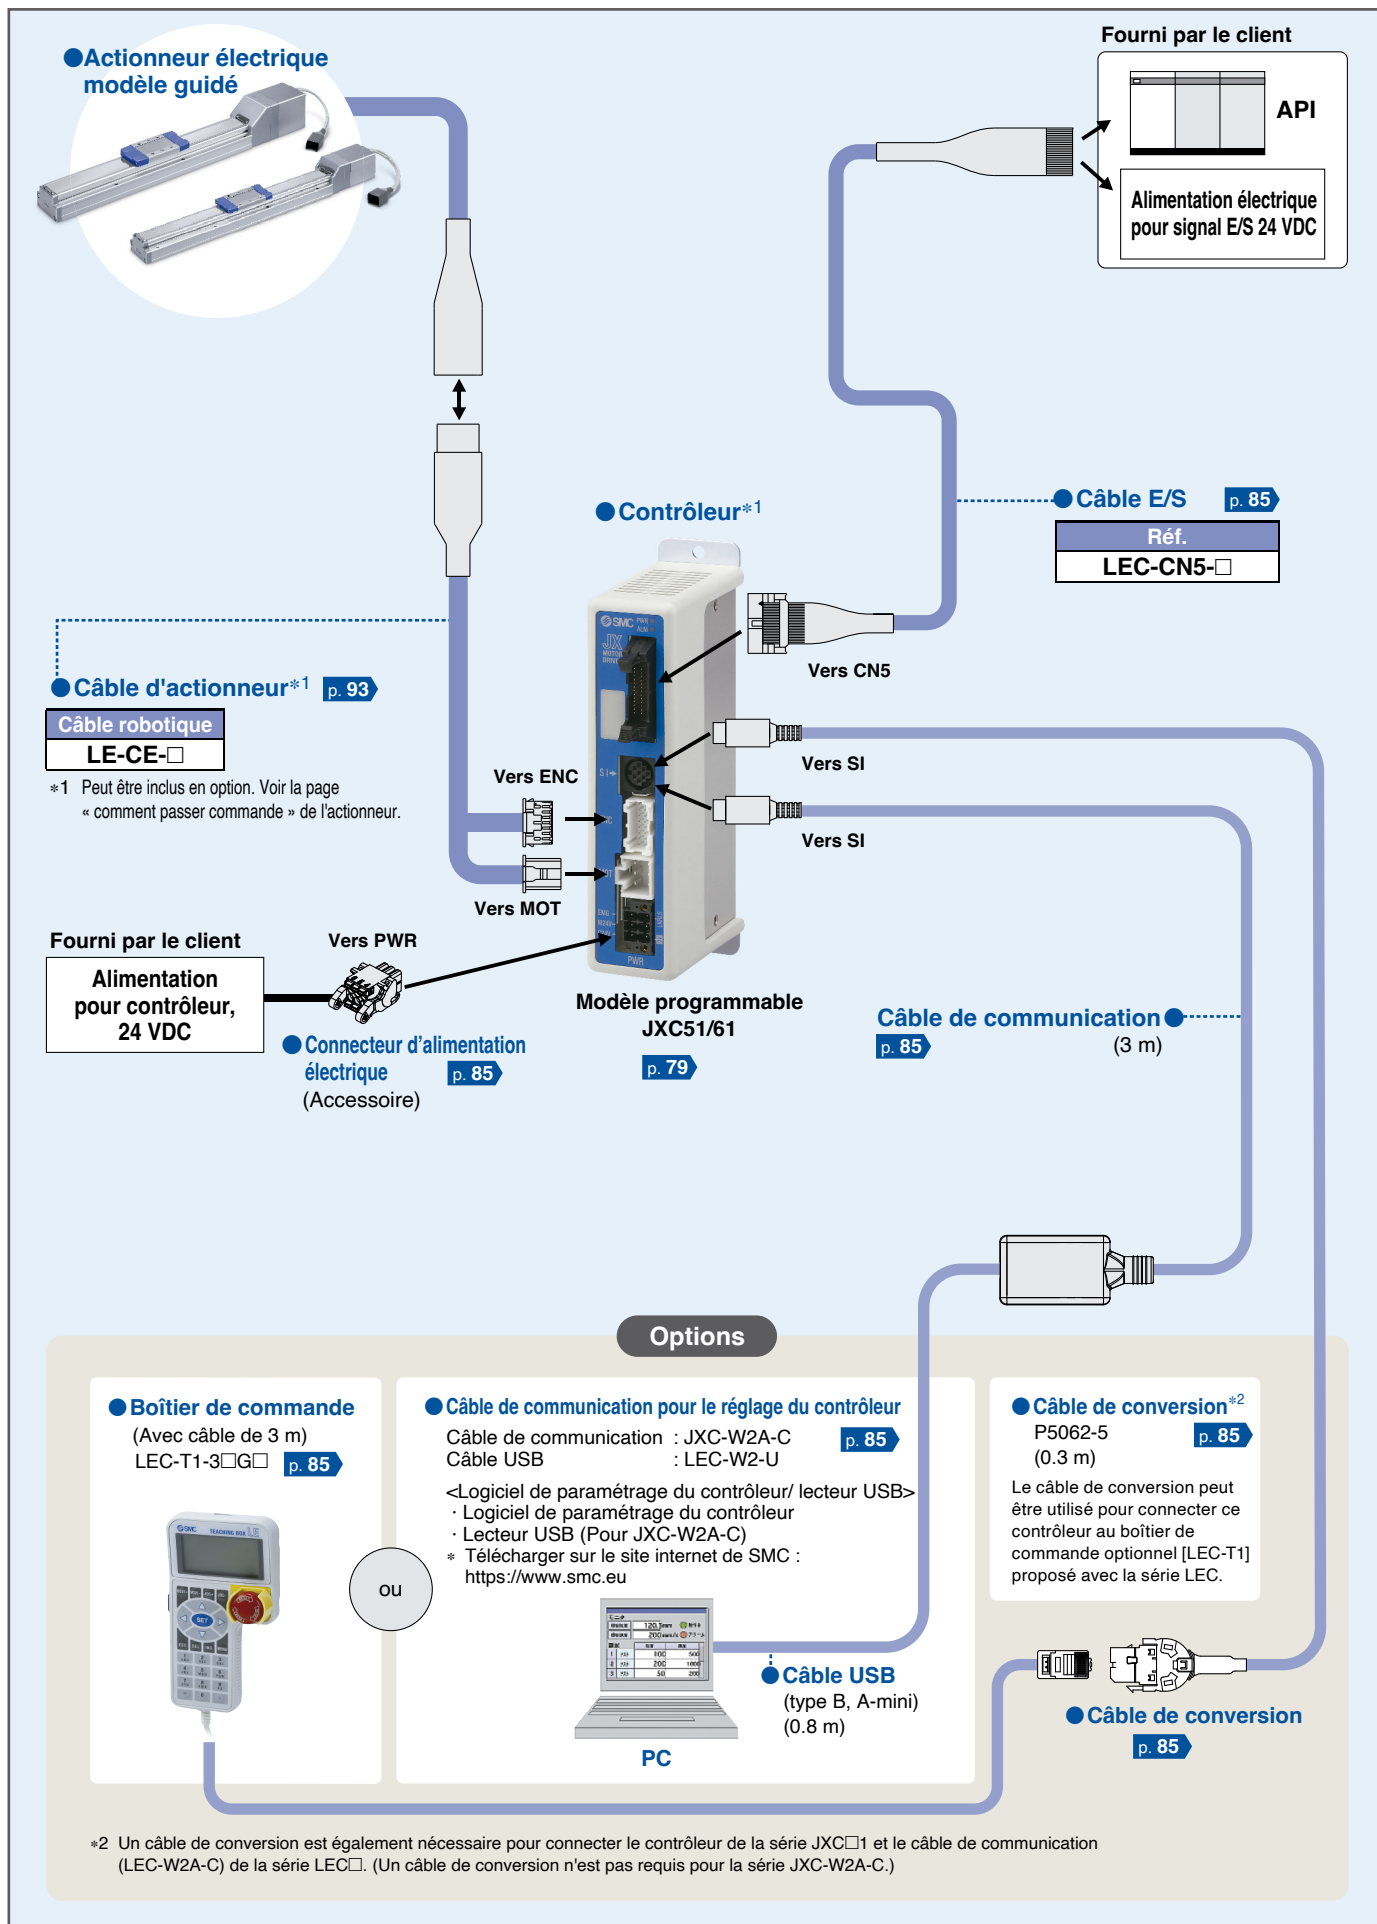 Actionneur électrique
modèle guidé
Fourni par le client
API
Alimentation électrique
pour signal E/S 24 VDC
Contrôleur*1
Câble E/S p. 85
Réf.
LEC-CN5-□
SMC
PWR
ALM
JX
MOTOR
Vers CN5
Câble d'actionneur*1 p. 93
Câble robotique
LE-CE-□
*1 Peut être inclus en option. Voir la page
« comment passer commande » de l'actionneur.
SI
Vers SI
Vers ENC
Vers SI
Vers MOT
Fourni par le client
Vers PWR
PWR
Alimentation
pour contrôleur,
24 VDC
Modèle programmable
JXC51/61
p. 79
Connecteur d'alimentation
électrique p. 85
(Accessoire)
Câble de communication
p. 85 (3 m)
Options
Boîtier de commande
(Avec câble de 3 m)
LEC-T1-3□G□ p. 85
SMC TEACHING BOX
SET
ou
Câble de communication pour le réglage du contrôleur
Câble de communication : JXC-W2A-C p. 85
Câble USB : LEC-W2-U
<Logiciel de paramétrage du contrôleur/ lecteur USB>
· Logiciel de paramétrage du contrôleur
· Lecteur USB (Pour JXC-W2A-C)
* Télécharger sur le site internet de SMC :
https://www.smc.eu
PC
Câble USB
(type B, A-mini)
(0.8 m)
Câble de conversion*2
P5062-5 p. 85
(0.3 m)
Le câble de conversion peut
être utilisé pour connecter ce
contrôleur au boîtier de
commande optionnel [LEC-T1]
proposé avec la série LEC.
Câble de conversion
p. 85
*2 Un câble de conversion est également nécessaire pour connecter le contrôleur de la série JXC□1 et le câble de communication
(LEC-W2A-C) de la série LEC□. (Un câble de conversion n'est pas requis pour la série JXC-W2A-C.)